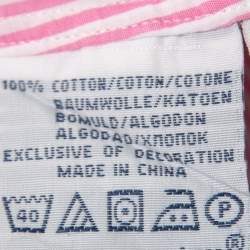 100% COTTON/COTON/COTONE
BAUMWOLLE/KATOEN
BOMULD/ALGODON
ALGODAO/ХЛОПОК
EXCLUSIVE OF DECORATION
MADE IN CHINA
40 P